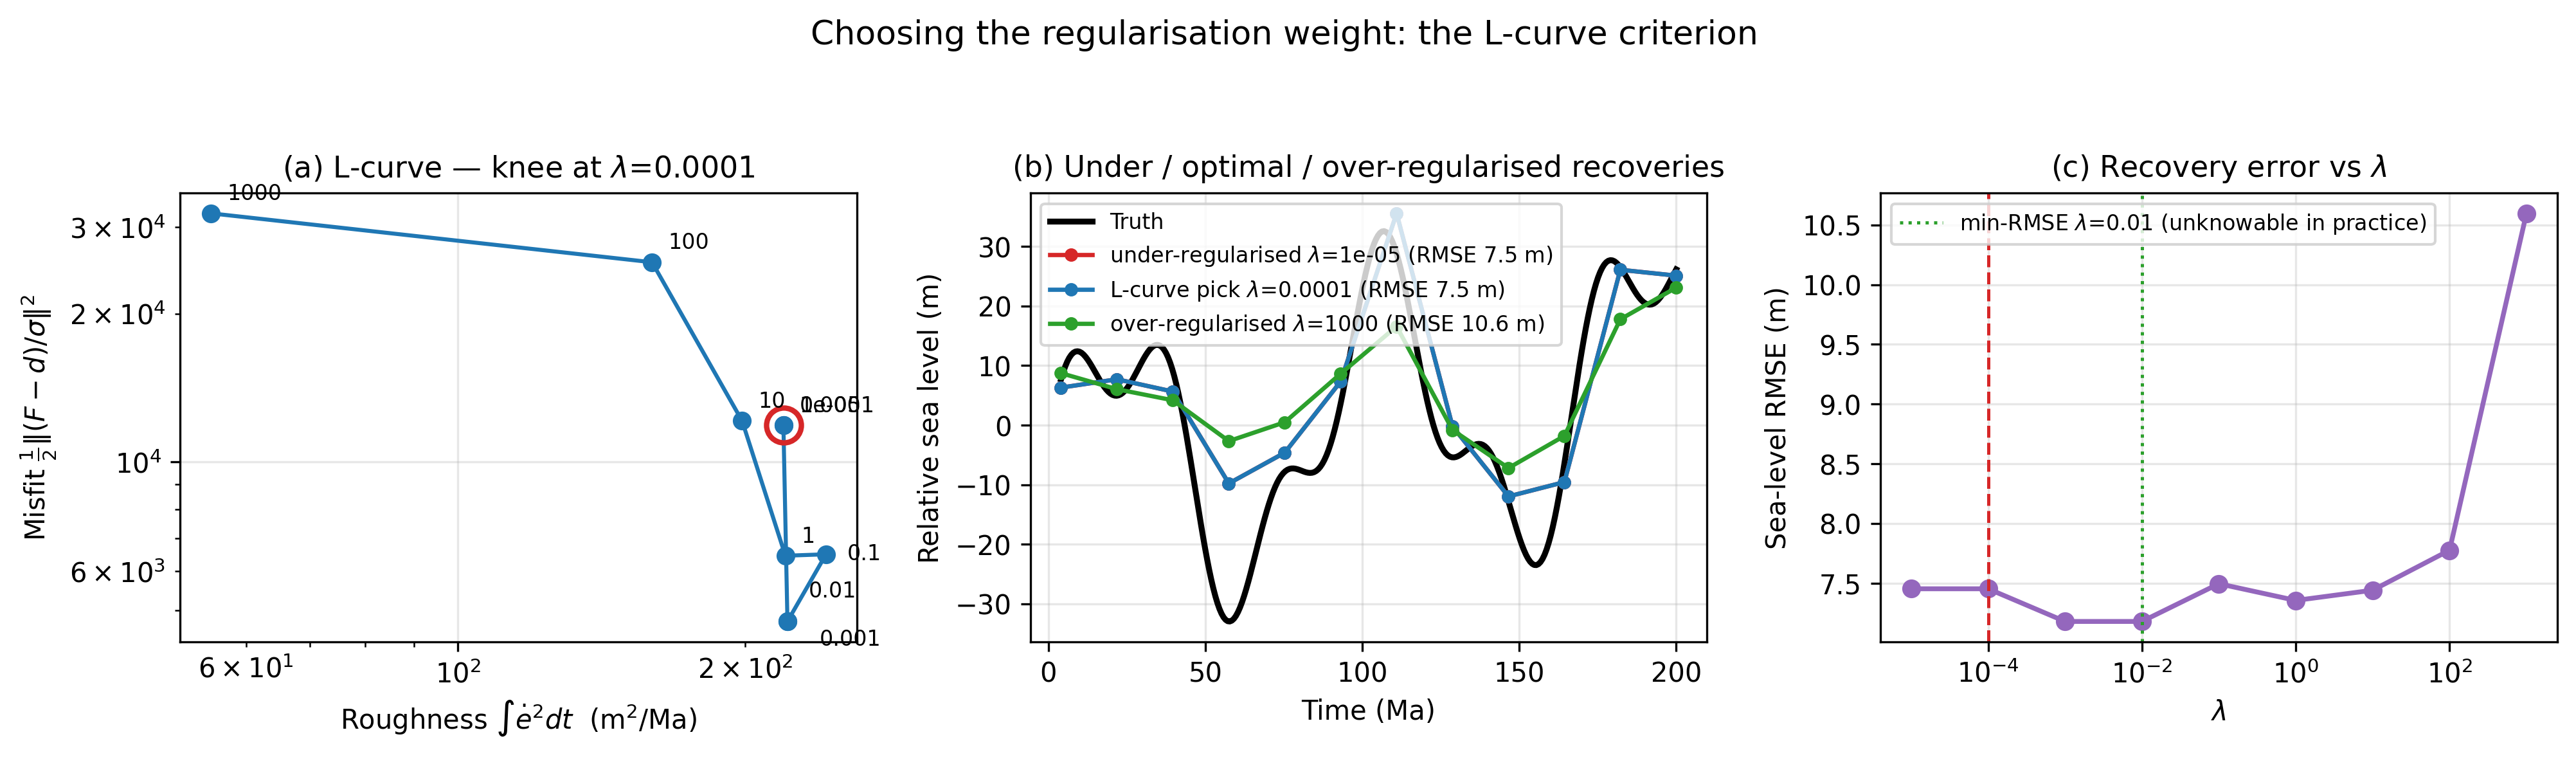 Choosing the regularisation weight: the L-curve criterion
(a) L-curve — knee at λ=0.0001
1000
100
10
1
0.1
0.01
0.001
3 × 10⁴
2 × 10⁴
10⁴
6 × 10³
Misfit ½‖(F − d)/σ‖²
6 × 10¹
10²
2 × 10²
Roughness ∫ė²dt (m²/Ma)
(b) Under / optimal / over-regularised recoveries
Truth
under-regularised λ=1e-05 (RMSE 7.5 m)
L-curve pick λ=0.0001 (RMSE 7.5 m)
over-regularised λ=1000 (RMSE 10.6 m)
30
20
10
0
−10
−20
−30
Relative sea level (m)
0
50
100
150
200
Time (Ma)
(c) Recovery error vs λ
min-RMSE λ=0.01 (unknowable in practice)
10.5
10.0
9.5
9.0
8.5
8.0
7.5
Sea-level RMSE (m)
10⁻⁴
10⁻²
10⁰
10²
λ